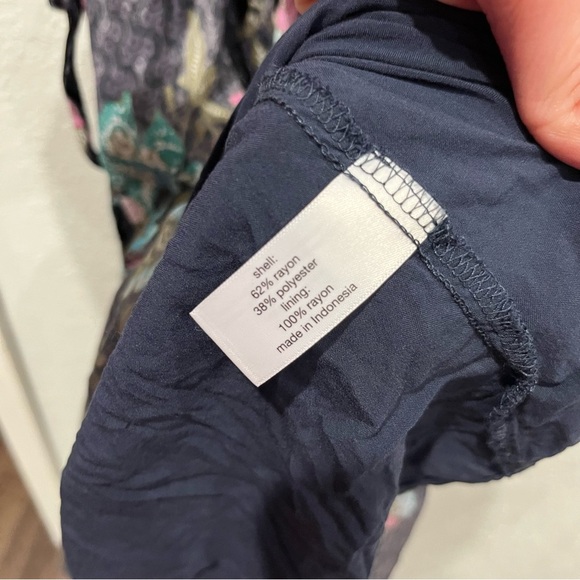 shell:
62% rayon
38% polyester
lining:
100% rayon
made in Indonesia